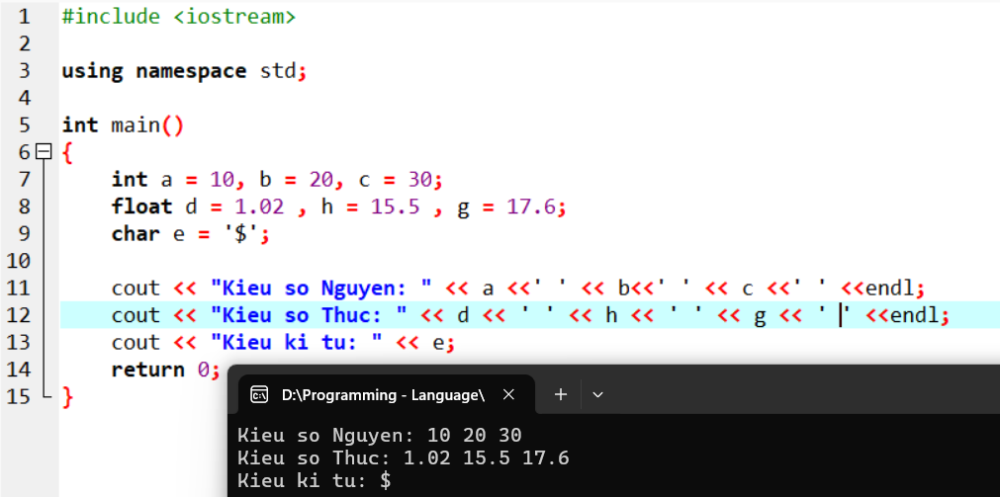 1 #include <iostream>
2
3 using namespace std;
4
5 int main()
6 {
7 int a = 10, b = 20, c = 30;
8 float d = 1.02 , h = 15.5 , g = 17.6;
9 char e = '$';
10
11 cout << "Kieu so Nguyen: " << a <<' ' << b<<' ' << c <<' ' <<endl;
12 cout << "Kieu so Thuc: " << d << ' ' << h << ' ' << g << ' ' <<endl;
13 cout << "Kieu ki tu: " << e;
14 return 0;
15 }
D:\Programming - Language\
Kieu so Nguyen: 10 20 30
Kieu so Thuc: 1.02 15.5 17.6
Kieu ki tu: $